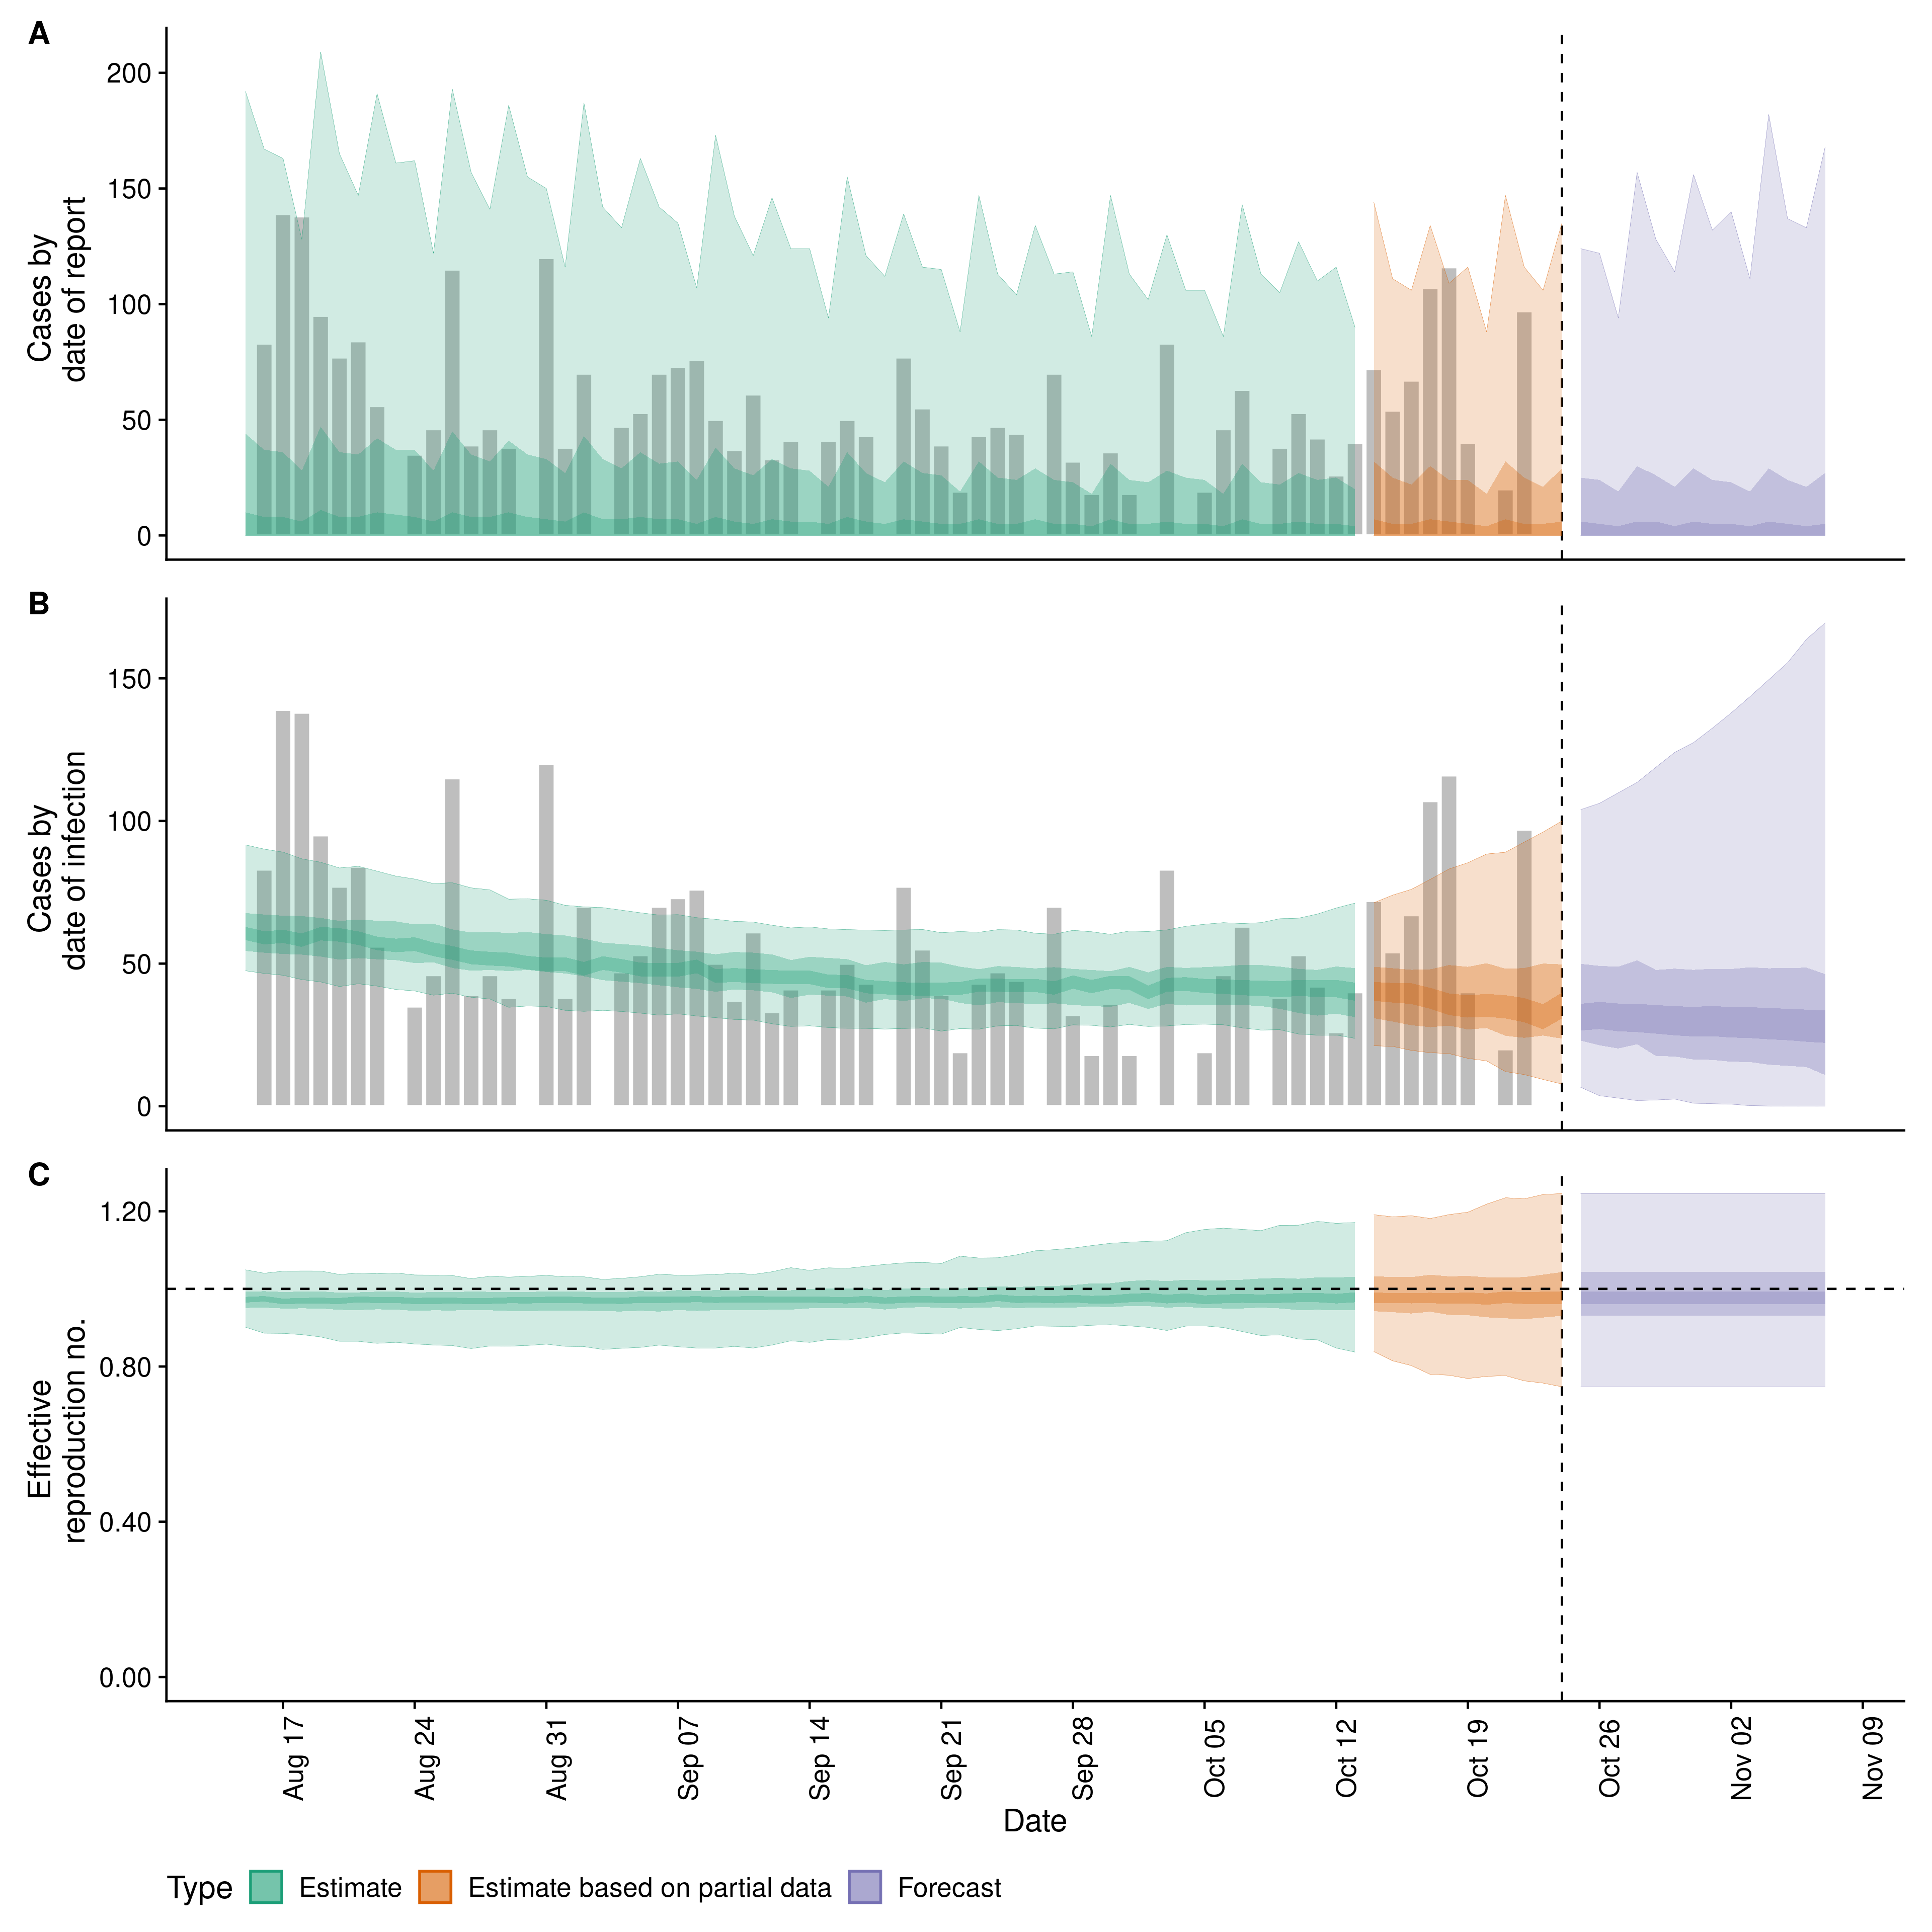 A
Cases by
date of report
200
150
100
50
0
B
Cases by
date of infection
150
100
50
0
C
Effective
reproduction no.
1.20
0.80
0.40
0.00
Aug 17
Aug 24
Aug 31
Sep 07
Sep 14
Sep 21
Sep 28
Oct 05
Oct 12
Oct 19
Oct 26
Nov 02
Nov 09
Date
Type Estimate Estimate based on partial data Forecast